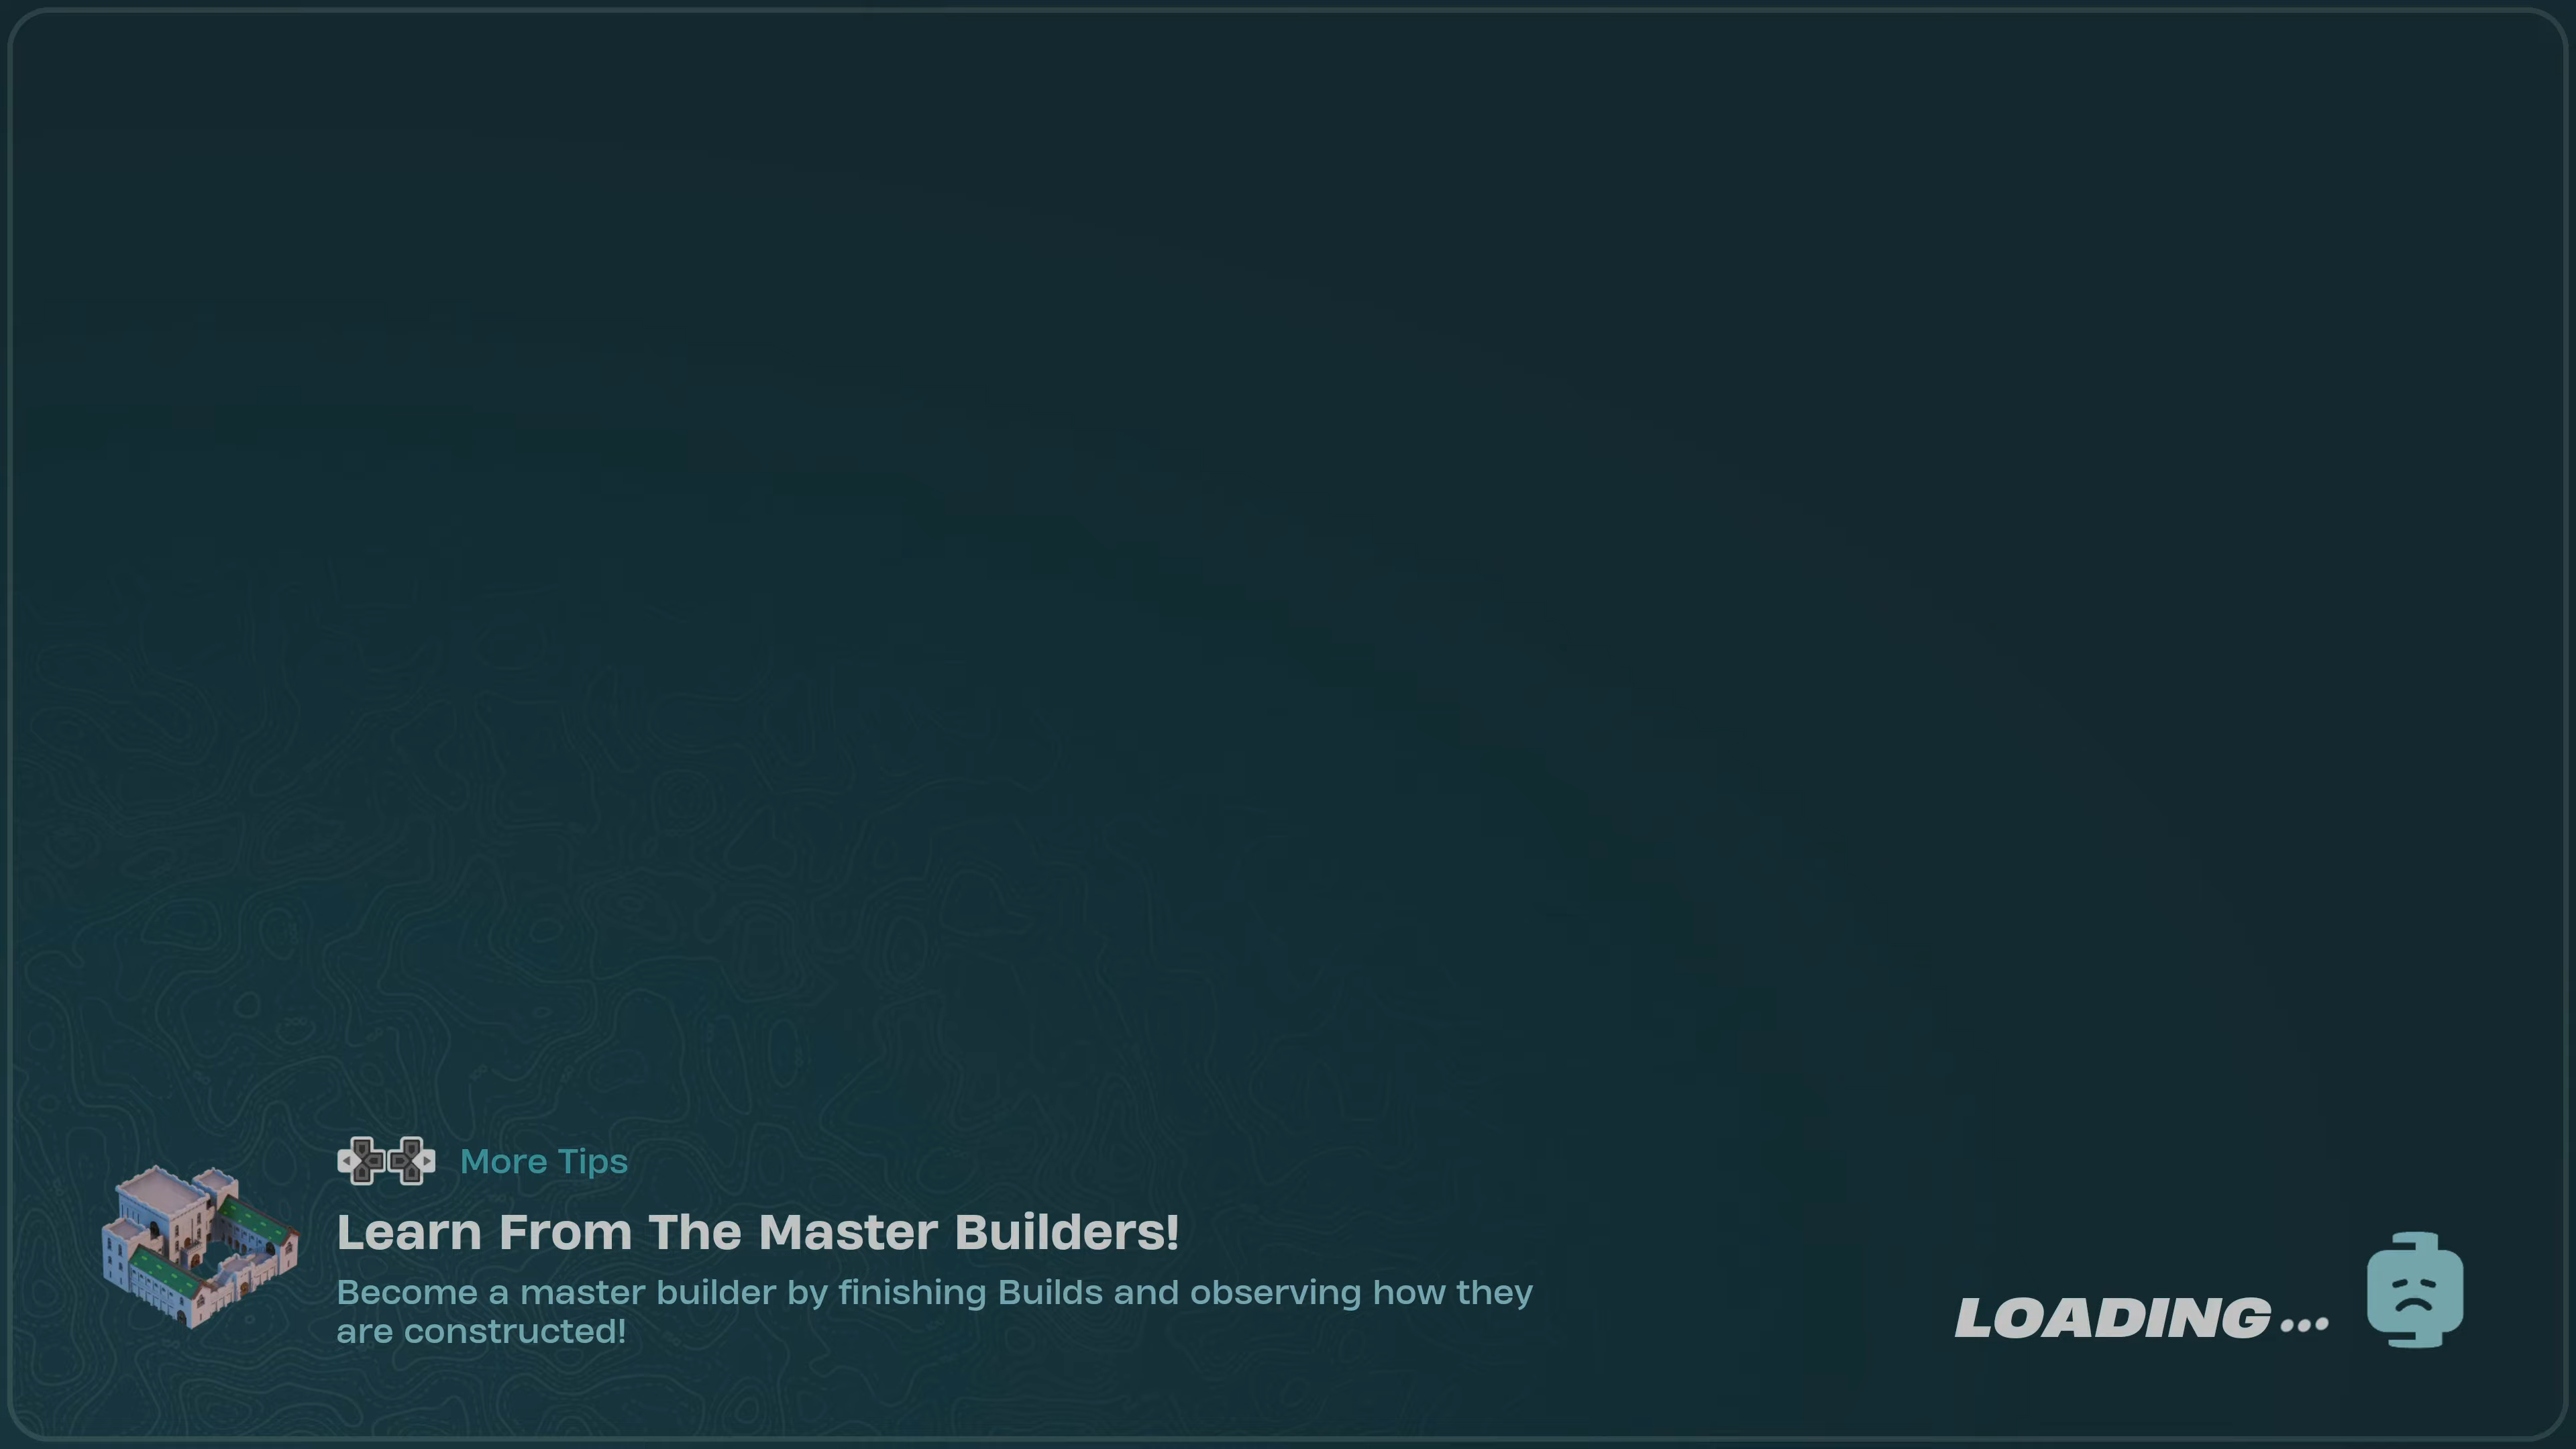 More Tips
Learn From The Master Builders!
Become a master builder by finishing Builds and observing how they
are constructed!
LOADING...